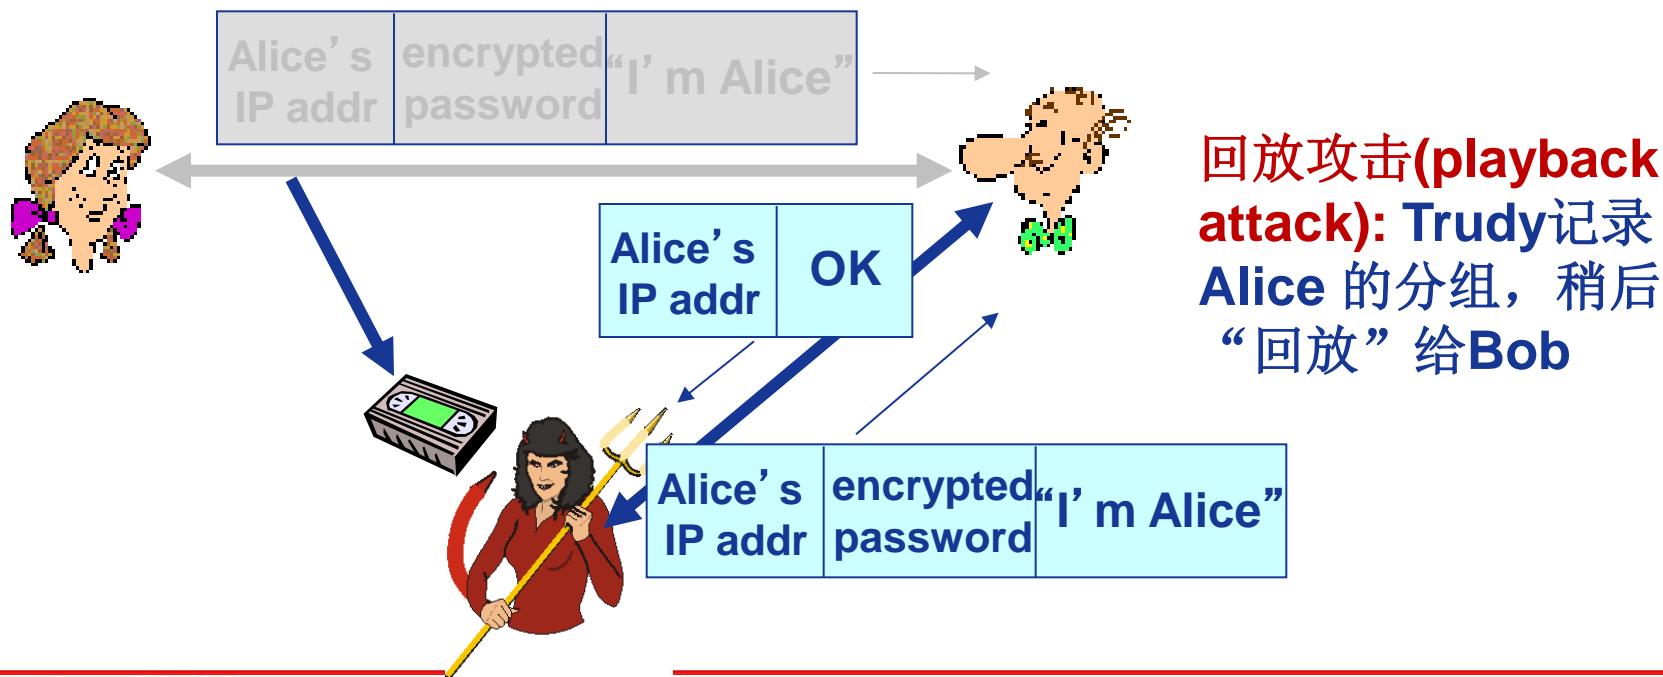 Alice’s
IP addr
encrypted
password
“I’m Alice”
回放攻击(playback
attack): Trudy记录
Alice 的分组，稍后
“回放”给Bob
Alice’s
IP addr
OK
Alice’s
IP addr
encrypted
password
“I’m Alice”